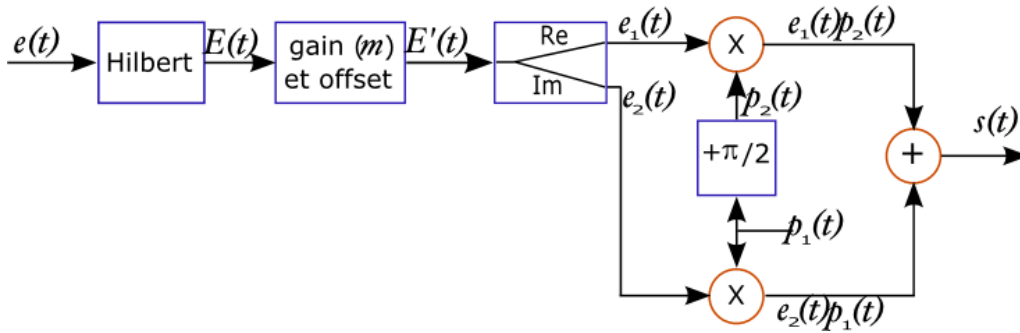 e(t)
Hilbert
E(t)
gain (m)
et offset
E'(t)
Re
Im
e₁(t)
e₂(t)
X
p₂(t)
+π/2
p₁(t)
X
e₁(t)p₂(t)
e₂(t)p₁(t)
+
s(t)